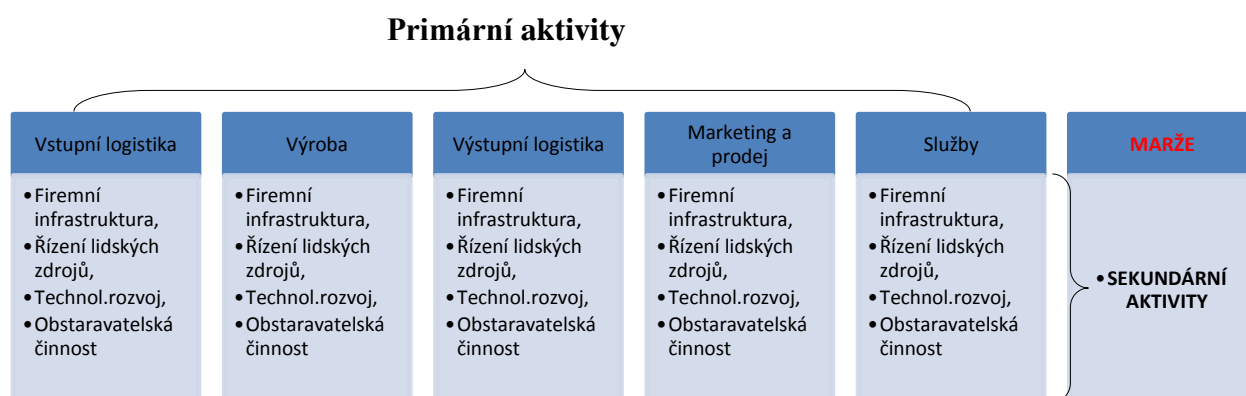 Primární aktivity
Vstupní logistika
•Firemní
infrastruktura,
•Řízení lidských
zdrojů,
•Technol.rozvoj,
•Obstaravatelská
činnost
Výroba
•Firemní
infrastruktura,
•Řízení lidských
zdrojů,
•Technol.rozvoj,
•Obstaravatelská
činnost
Výstupní logistika
•Firemní
infrastruktura,
•Řízení lidských
zdrojů,
•Technol.rozvoj,
•Obstaravatelská
činnost
Marketing a
prodej
•Firemní
infrastruktura,
•Řízení lidských
zdrojů,
•Technol.rozvoj,
•Obstaravatelská
činnost
Služby
•Firemní
infrastruktura,
•Řízení lidských
zdrojů,
•Technol.rozvoj,
•Obstaravatelská
činnost
MARŽE
•SEKUNDÁRNÍ
AKTIVITY